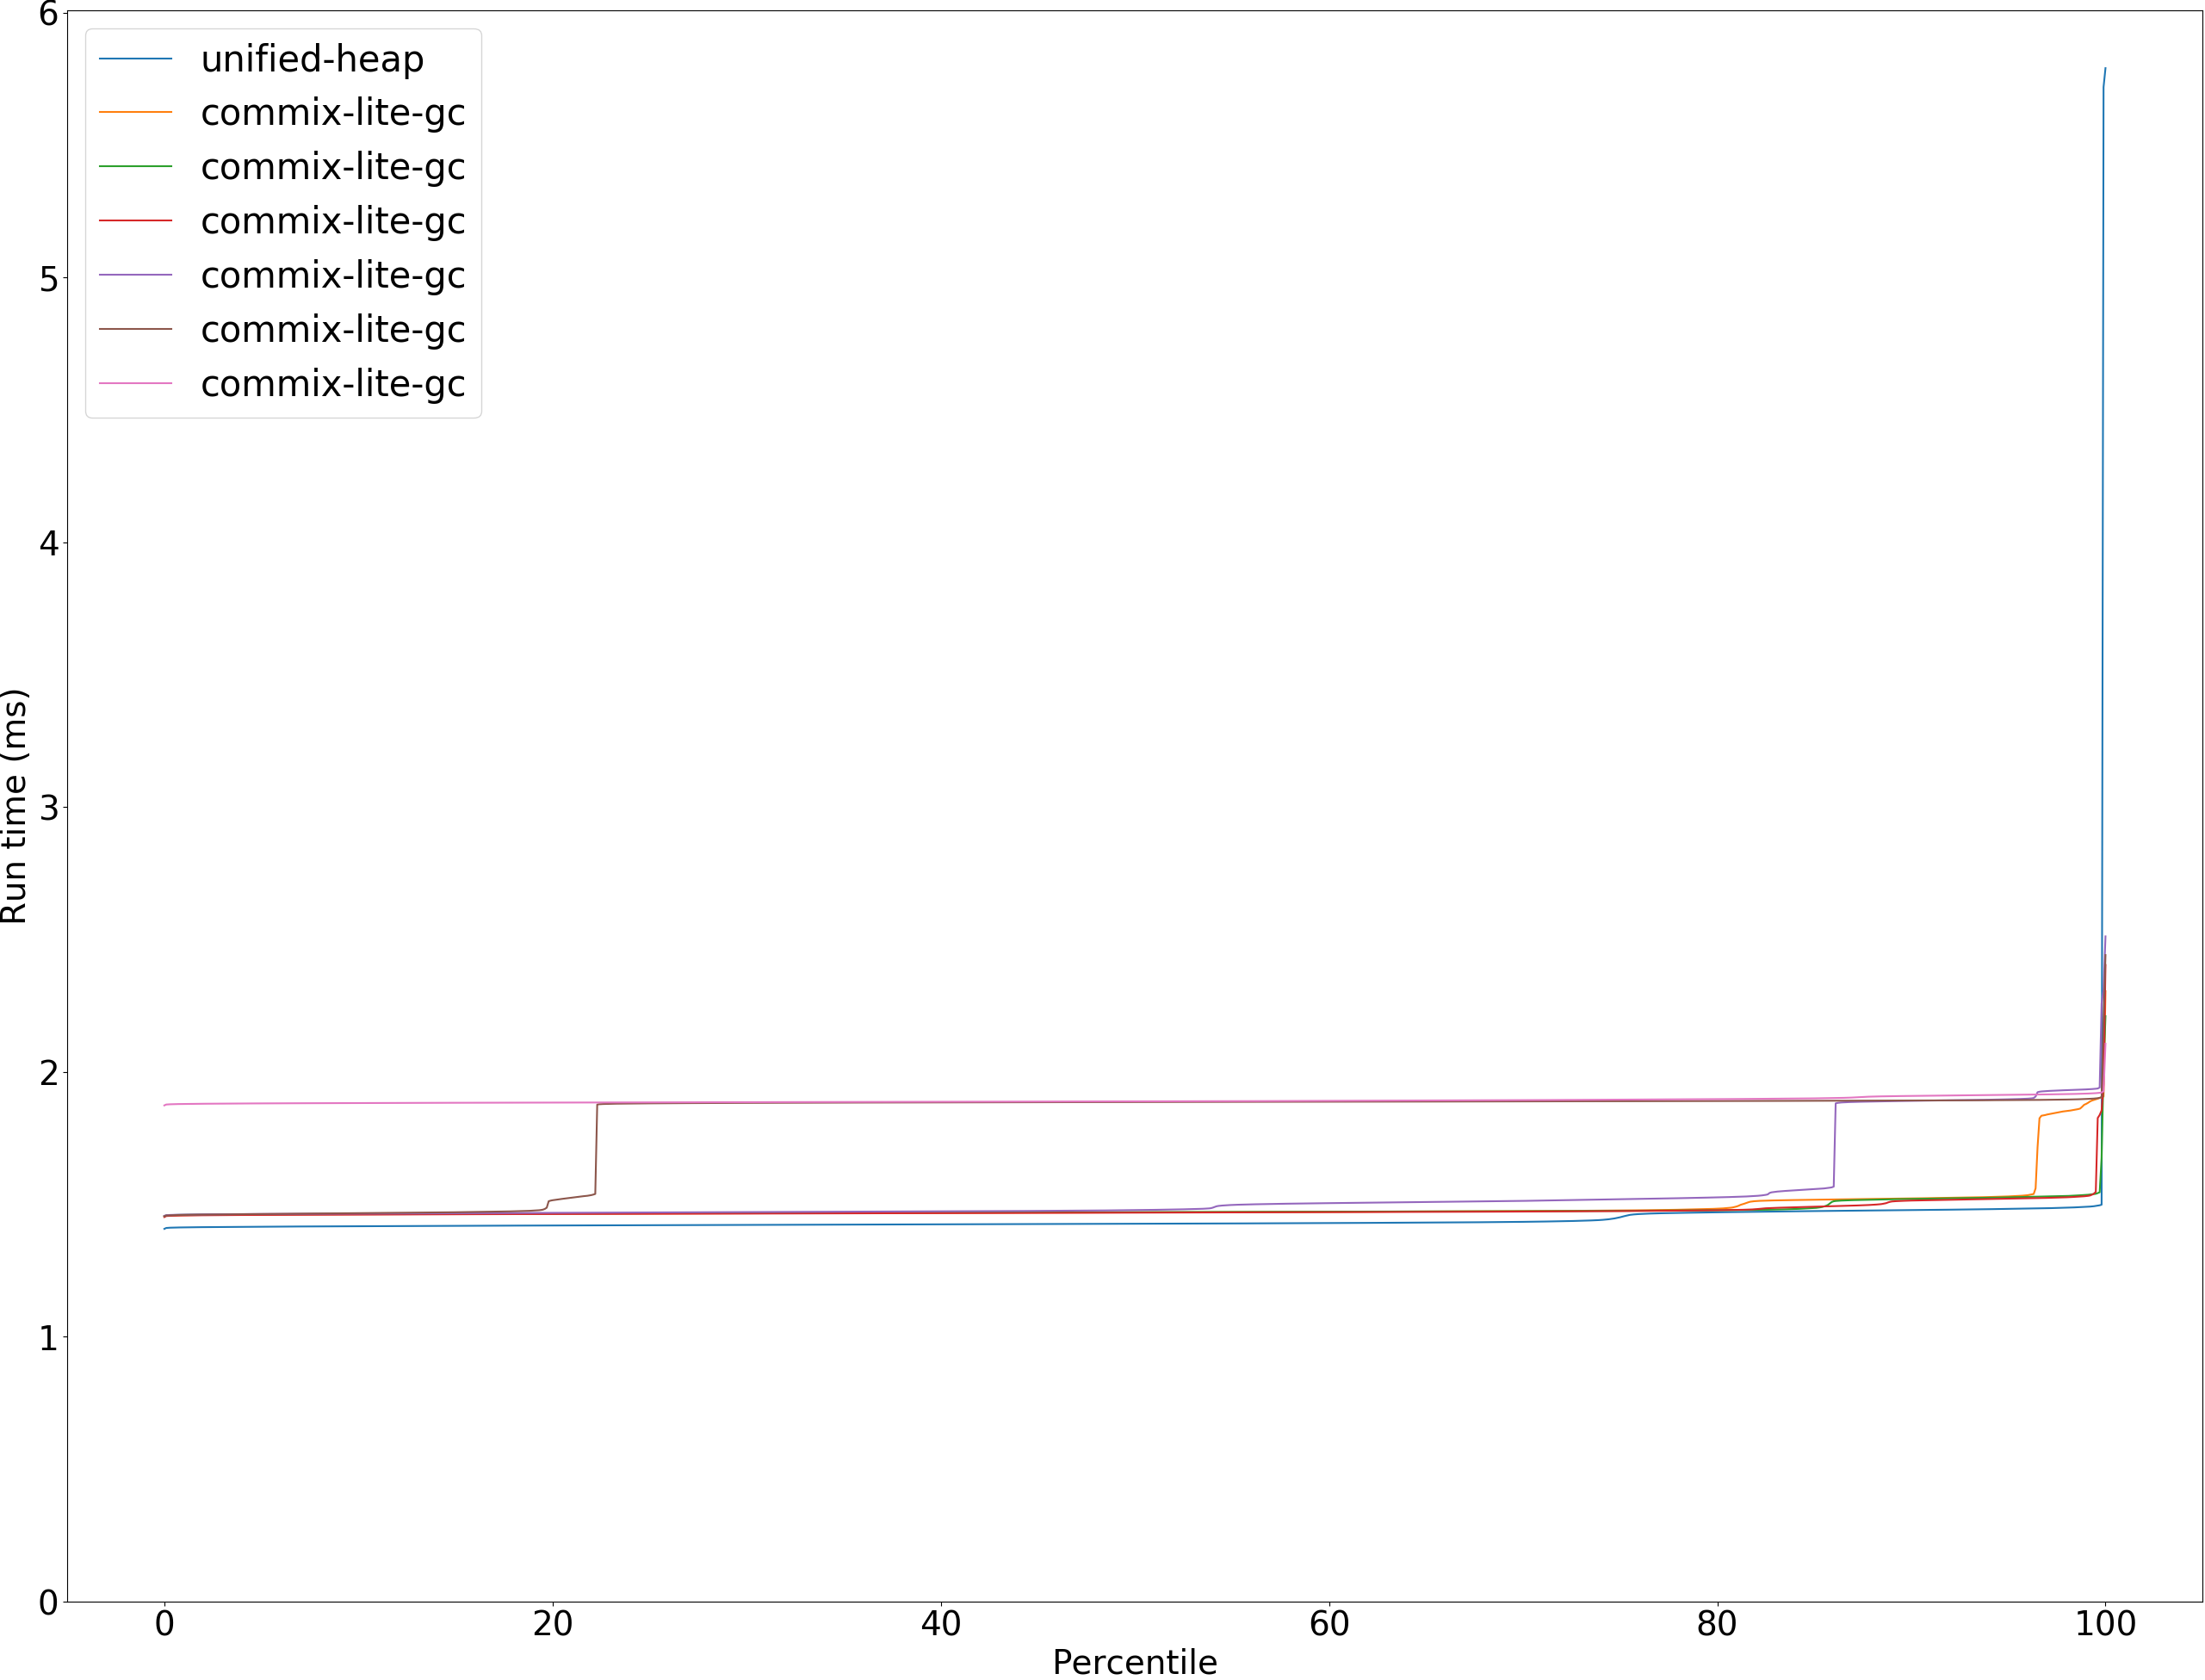 6
5
4
3
2
1
0
Run time (ms)
unified-heap
commix-lite-gc
commix-lite-gc
commix-lite-gc
commix-lite-gc
commix-lite-gc
commix-lite-gc
0 20 40 60 80 100
Percentile